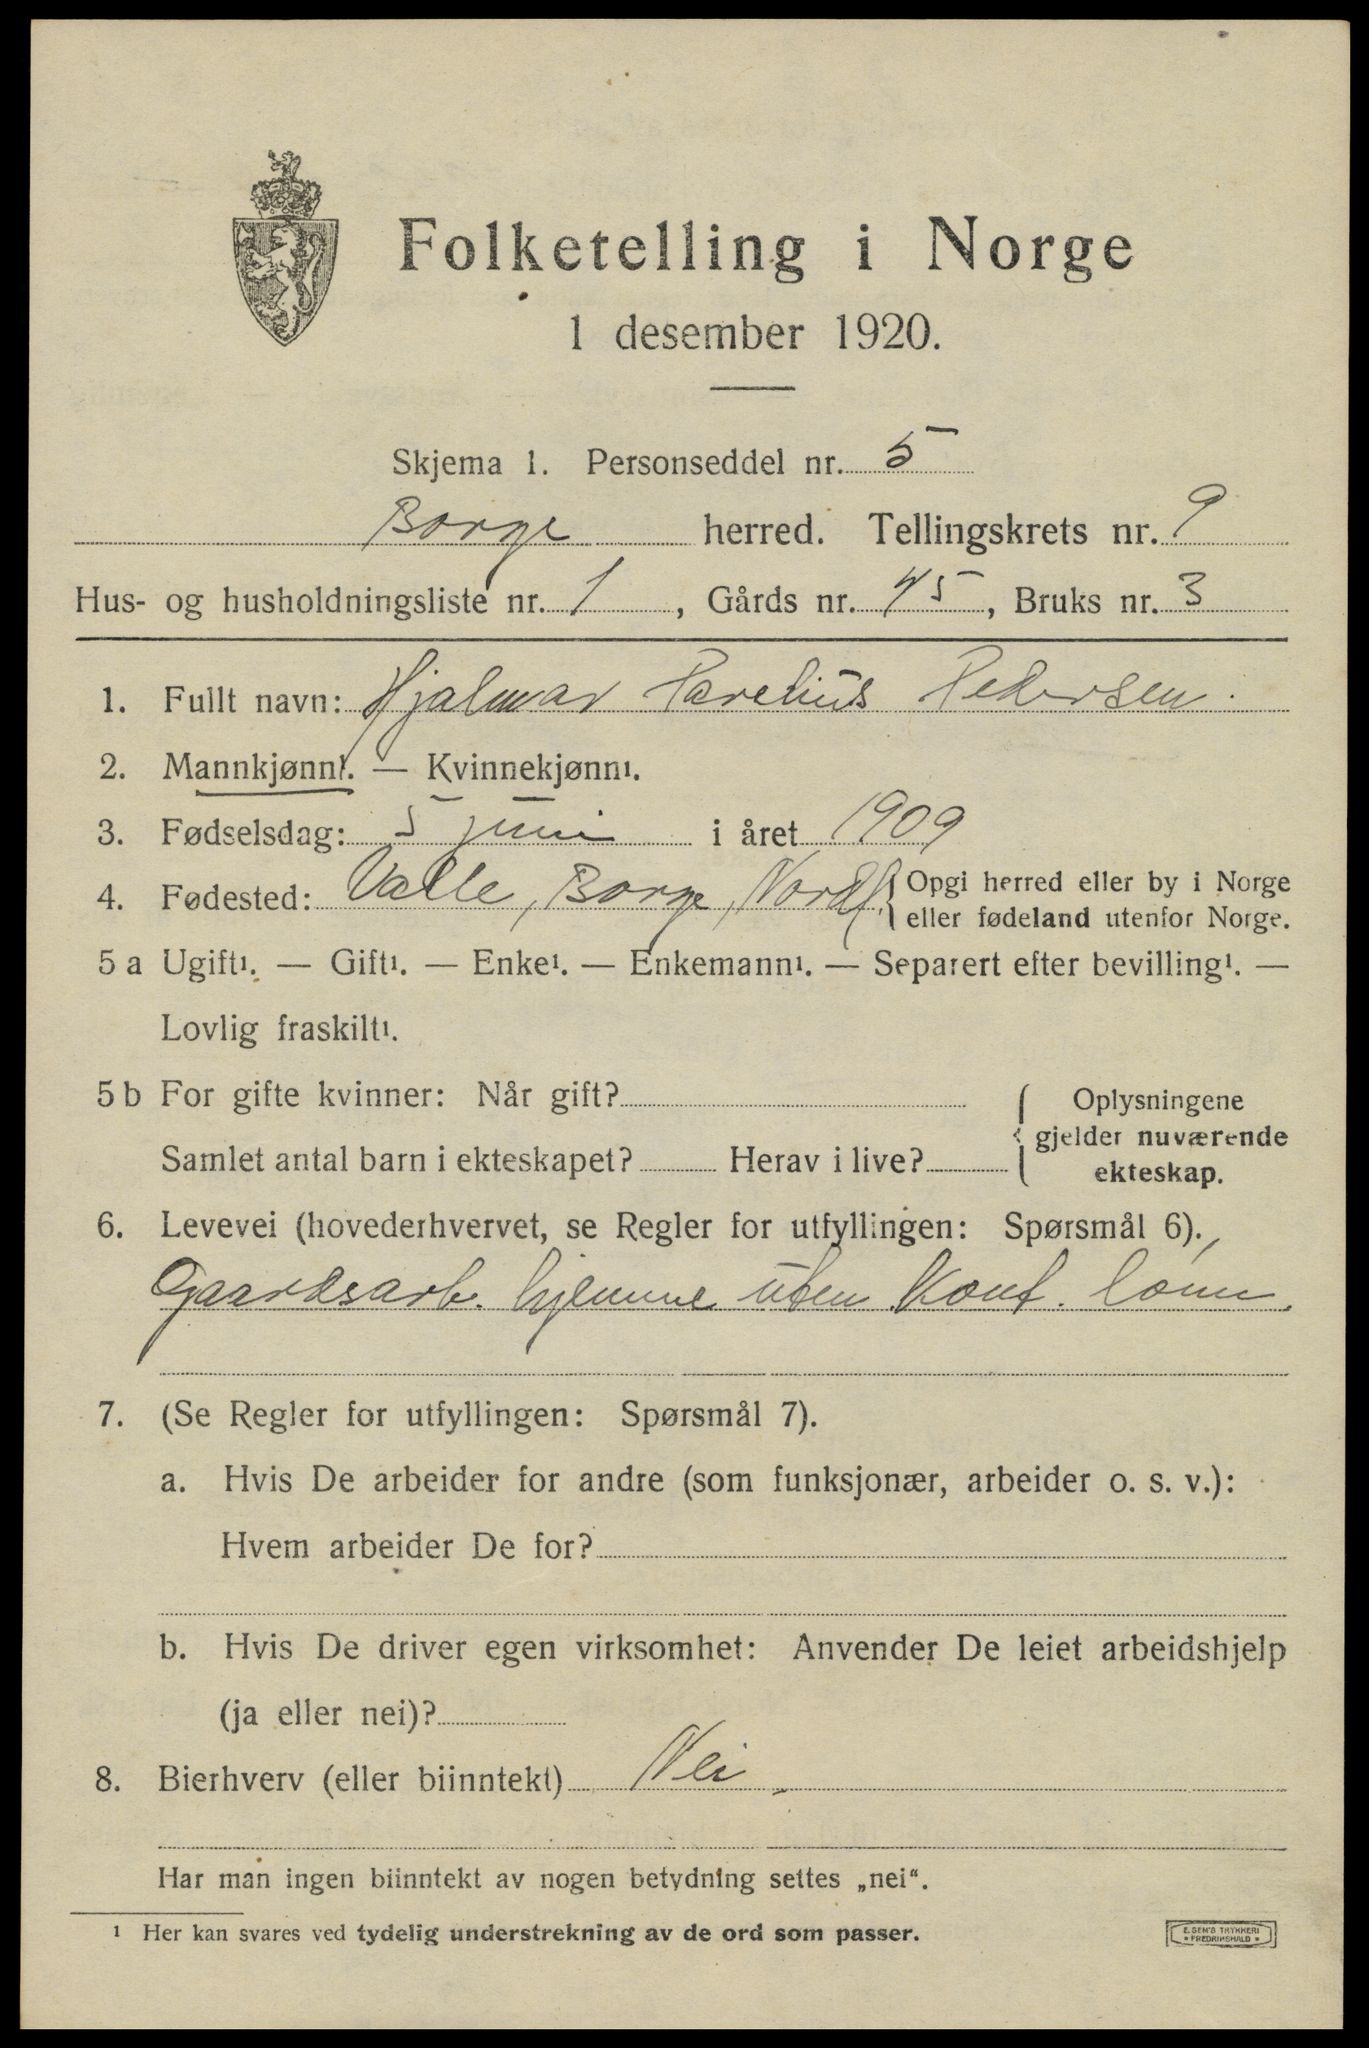 Folketelling i Norge
1 desember 1920.
Skjema 1. Personseddel nr. 5
Borge herred. Tellingskrets nr. 9
Hus- og husholdningsliste nr. 1, Gårds nr. 45, Bruks nr. 3
1. Fullt navn: Hjalmar Parelius Pedersen.
2. Mannkjønn¹. — Kvinnekjønn¹.
3. Fødselsdag: 5 juni i året 1909
4. Fødested: Valle, Borge, Nordl. Opgi herred eller by i Norge
eller fødeland utenfor Norge.
5 a Ugift¹. — Gift¹. — Enke¹. — Enkemann¹. — Separert efter bevilling¹. —
Lovlig fraskilt¹.
5 b For gifte kvinner: Når gift?
Samlet antal barn i ekteskapet? Herav i live?
Oplysningene
gjelder nuværende
ekteskap.
6. Levevei (hovederhvervet, se Regler for utfyllingen: Spørsmål 6).
Gaardsarb. hjemme uten Kont. lønn.
7. (Se Regler for utfyllingen: Spørsmål 7).
a. Hvis De arbeider for andre (som funksjonær, arbeider o. s. v.):
Hvem arbeider De for?
b. Hvis De driver egen virksomhet: Anvender De leiet arbeidshjelp
(ja eller nei)?
8. Bierhverv (eller biinntekt) Nei.
Har man ingen biinntekt av nogen betydning settes „nei“.
¹ Her kan svares ved tydelig understrekning av de ord som passer.
E. SEM'S TRYKKERI
FREDRIKSHALD